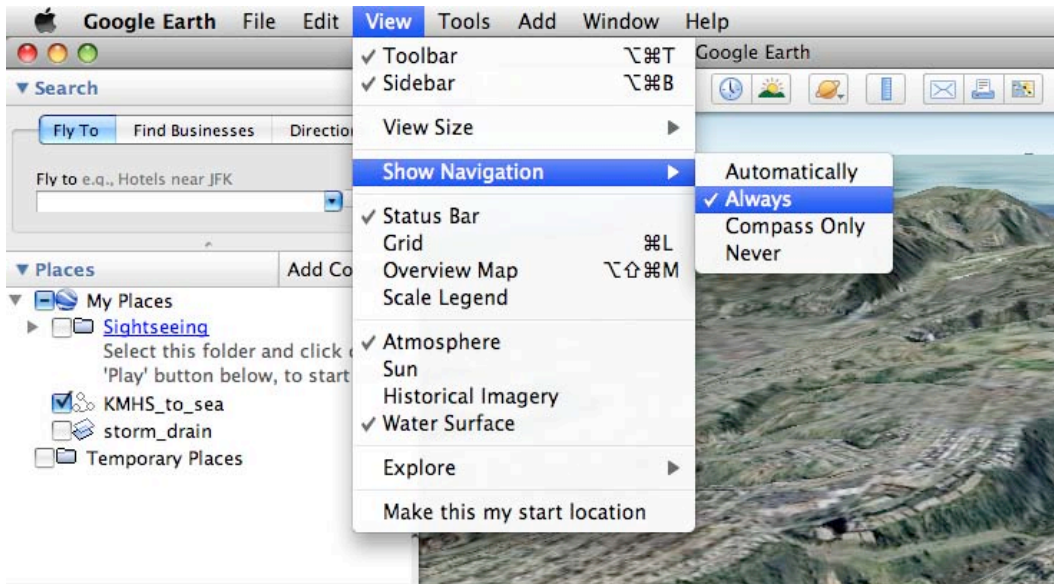 Google Earth File Edit View Tools Add Window Help
Google Earth
Search
Fly To Find Businesses Directio
Fly to e.g., Hotels near JFK
Places Add Co
My Places
Sightseeing
Select this folder and click
'Play' button below, to start
KMHS_to_sea
storm_drain
Temporary Places
✓ Toolbar ⌥⌘T
✓ Sidebar ⌥⌘B
View Size ▶
Show Navigation ▶
✓ Status Bar
Grid ⌘L
Overview Map ⌥⇧⌘M
Scale Legend
✓ Atmosphere
Sun
Historical Imagery
✓ Water Surface
Explore ▶
Make this my start location
Automatically
✓ Always
Compass Only
Never